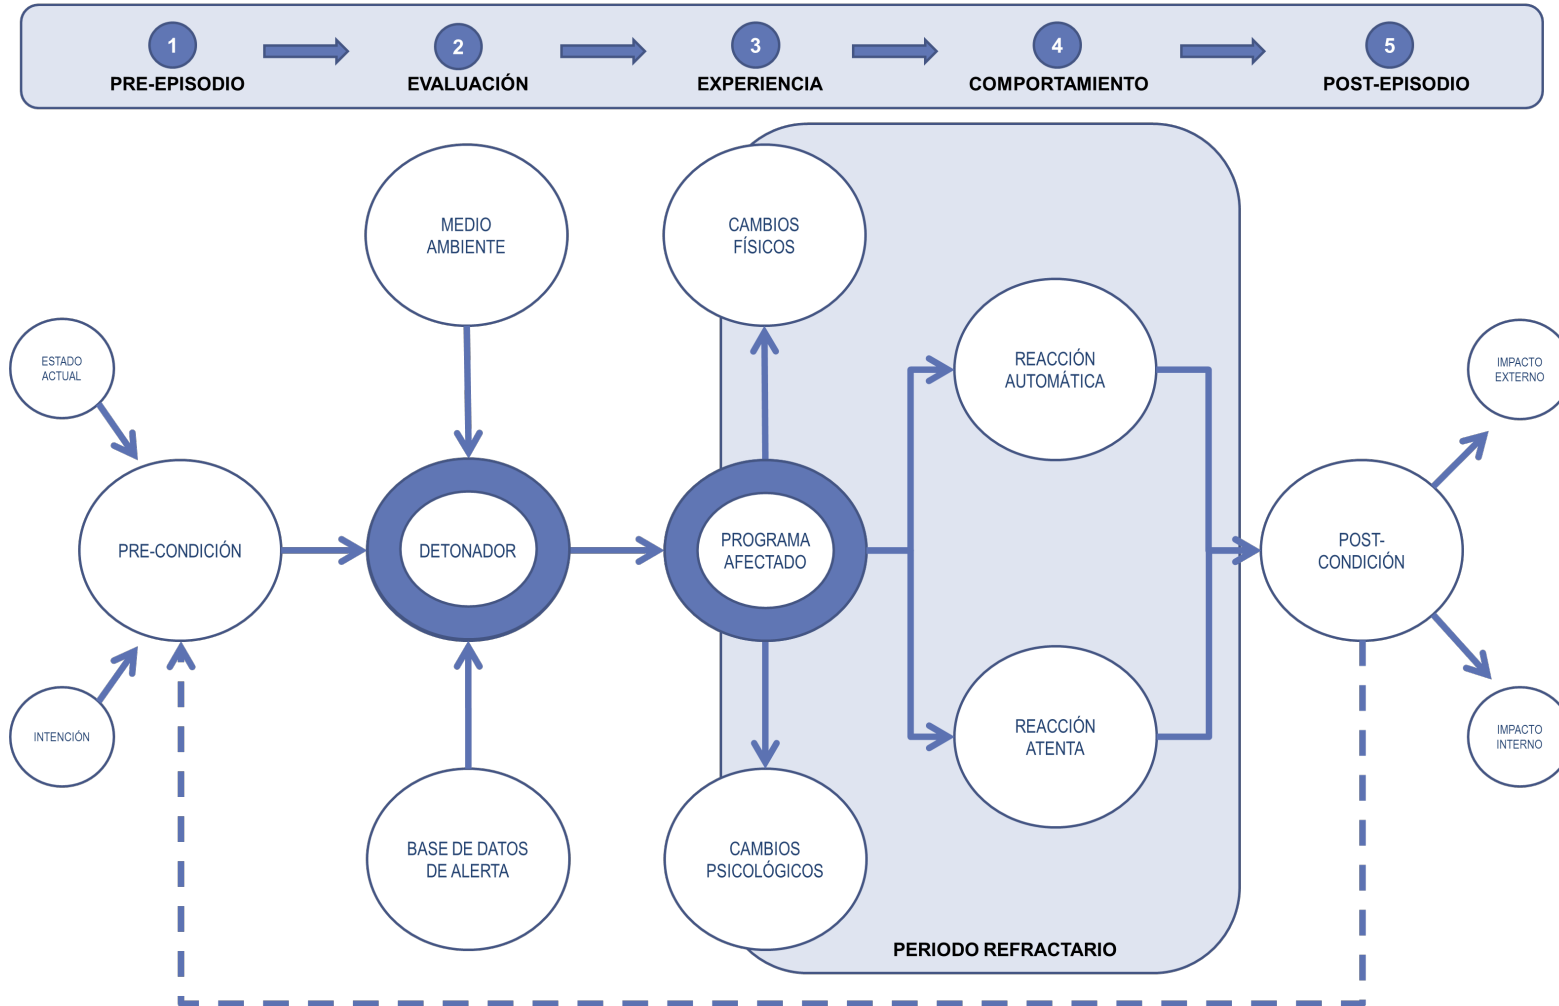 1
2
3
4
5
PRE-EPISODIO
EVALUACIÓN
EXPERIENCIA
COMPORTAMIENTO
POST-EPISODIO
MEDIO
AMBIENTE
CAMBIOS
FÍSICOS
ESTADO
ACTUAL
REACCIÓN
AUTOMÁTICA
IMPACTO
EXTERNO
PRE-CONDICIÓN
DETONADOR
PROGRAMA
AFECTADO
POST-
CONDICIÓN
INTENCIÓN
REACCIÓN
ATENTA
IMPACTO
INTERNO
BASE DE DATOS
DE ALERTA
CAMBIOS
PSICOLÓGICOS
PERIODO REFRACTARIO